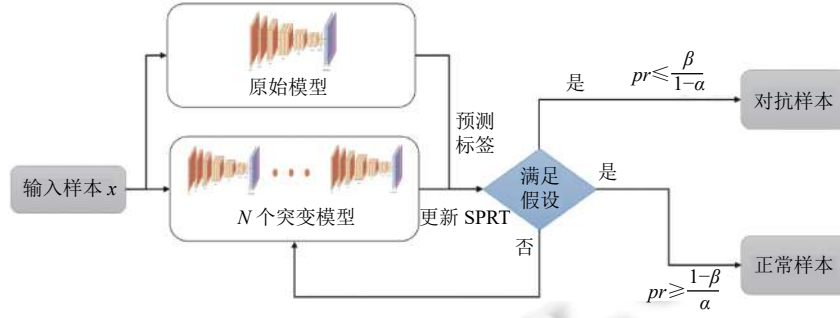 原始模型
输入样本 x
N 个突变模型
预测
标签
更新 SPRT
满足
假设
是
pr≤β/(1−α)
对抗样本
是
否
pr≥(1−β)/α
正常样本